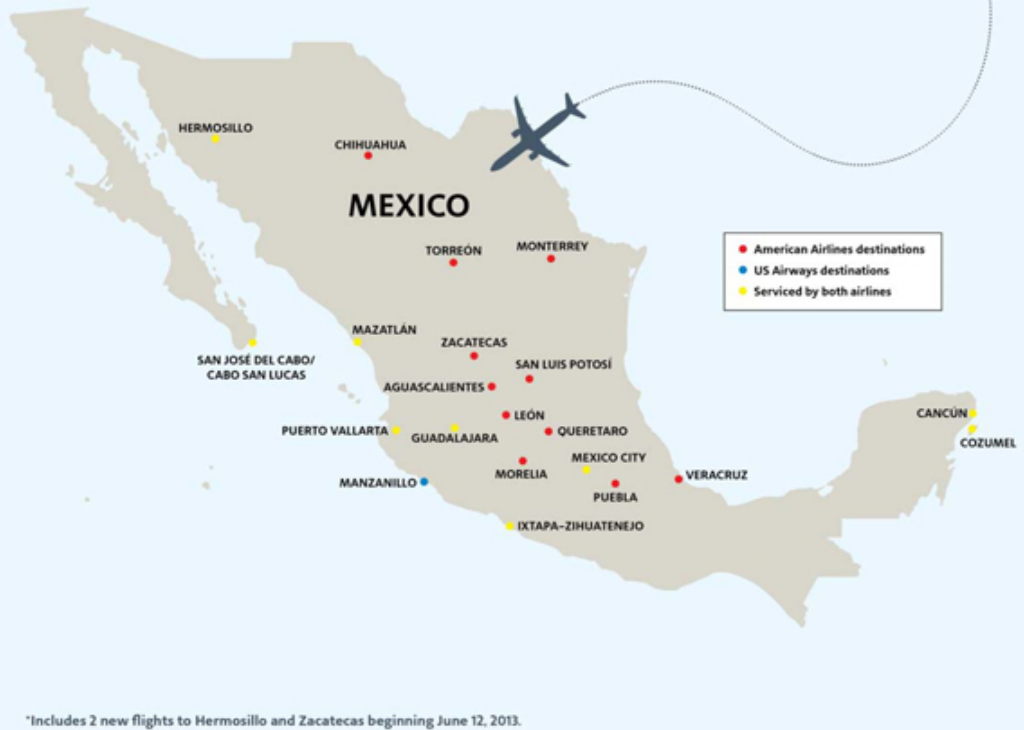 HERMOSILLO
CHIHUAHUA
MEXICO
TORREÓN
MONTERREY
American Airlines destinations
US Airways destinations
Serviced by both airlines
MAZATLÁN
ZACATECAS
SAN JOSÉ DEL CABO/
CABO SAN LUCAS
SAN LUIS POTOSÍ
AGUASCALIENTES
LEÓN
CANCÚN
PUERTO VALLARTA
GUADALAJARA
QUERETARO
COZUMEL
MEXICO CITY
MORELIA
VERACRUZ
MANZANILLO
PUEBLA
IXTAPA-ZIHUATENEJO
*Includes 2 new flights to Hermosillo and Zacatecas beginning June 12, 2013.